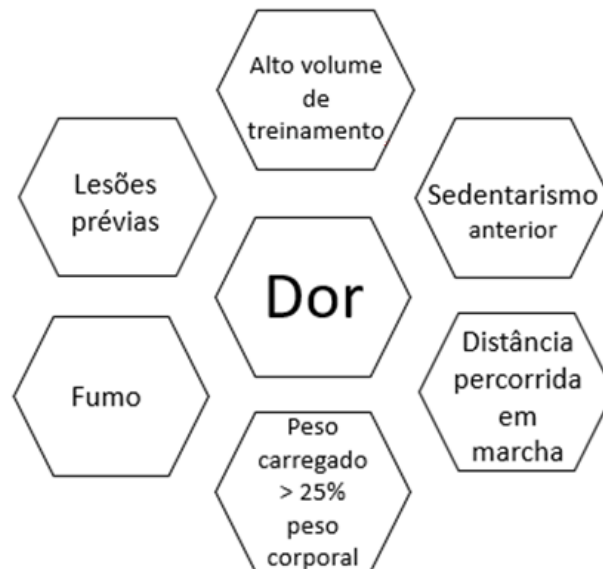 Alto volume
de
treinamento
Lesões
prévias
Sedentarismo
anterior
Dor
Fumo
Distância
percorrida
em
marcha
Peso
carregado
> 25%
peso
corporal